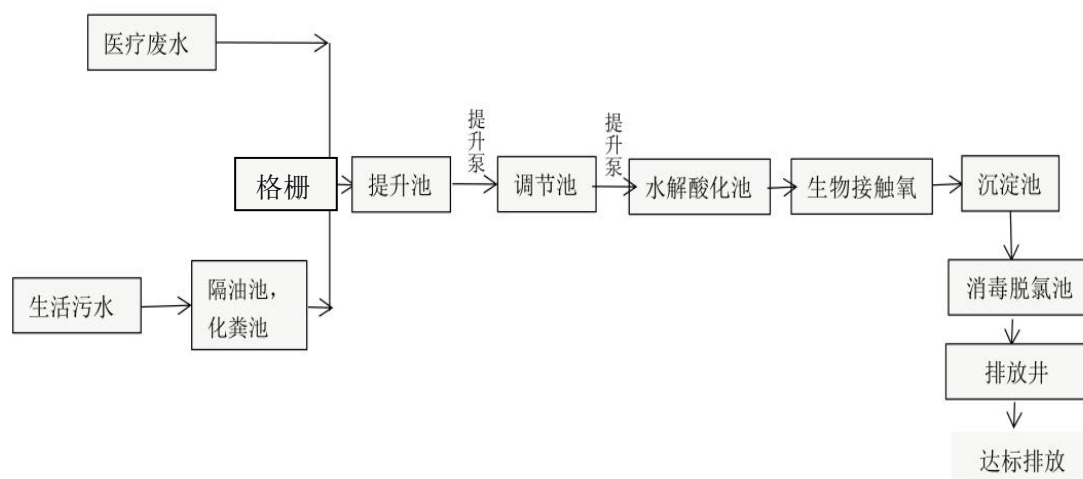 医疗废水
提升泵
提升泵
格栅
提升池
调节池
水解酸化池
生物接触氧
沉淀池
生活污水
隔油池，
化粪池
消毒脱氯池
排放井
达标排放